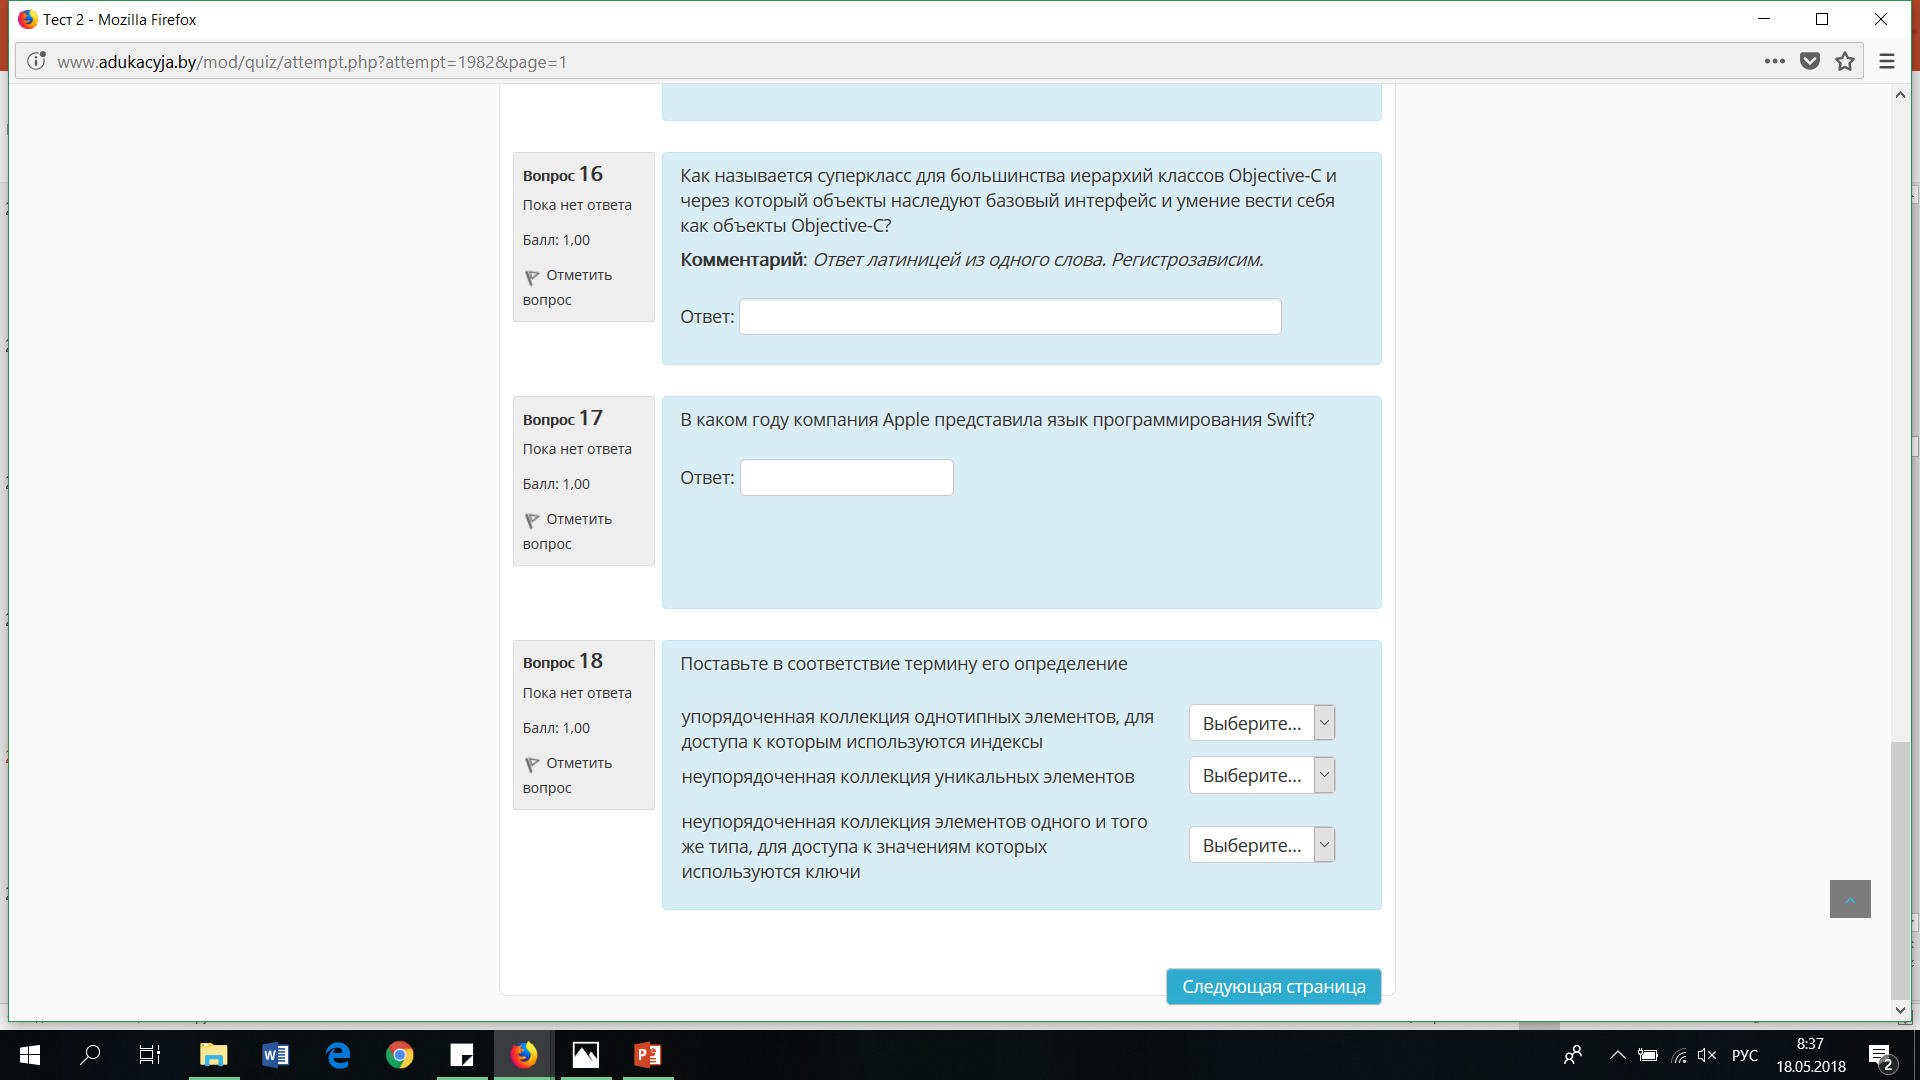 Тест 2 - Mozilla Firefox
www.adukacyja.by/mod/quiz/attempt.php?attempt=1982&page=1
Вопрос 16
Пока нет ответа
Балл: 1,00
Отметить
вопрос
Как называется суперкласс для большинства иерархий классов Objective-C и
через который объекты наследуют базовый интерфейс и умение вести себя
как объекты Objective-C?
Комментарий: Ответ латиницей из одного слова. Регистрозависим.
Ответ:
Вопрос 17
Пока нет ответа
Балл: 1,00
Отметить
вопрос
В каком году компания Apple представила язык программирования Swift?
Ответ:
Вопрос 18
Пока нет ответа
Балл: 1,00
Отметить
вопрос
Поставьте в соответствие термину его определение
упорядоченная коллекция однотипных элементов, для
доступа к которым используются индексы
Выберите...
неупорядоченная коллекция уникальных элементов
Выберите...
неупорядоченная коллекция элементов одного и того
же типа, для доступа к значениям которых
используются ключи
Выберите...
Следующая страница
РУС
8:37
18.05.2018
2